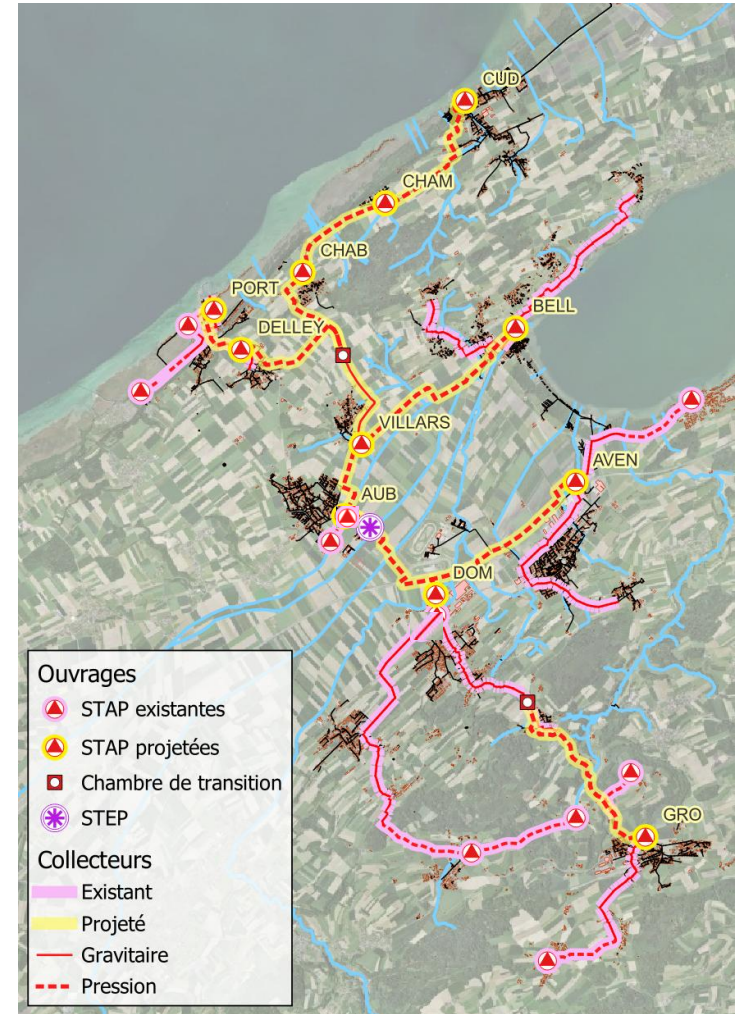 CUD
CHAM
CHAB
PORT
BELL
DELLEY
VILLARS
AVEN
AUB
DOM
GRO
Ouvrages
STAP existantes
STAP projetées
Chambre de transition
STEP
Collecteurs
Existant
Projeté
Gravitaire
Pression